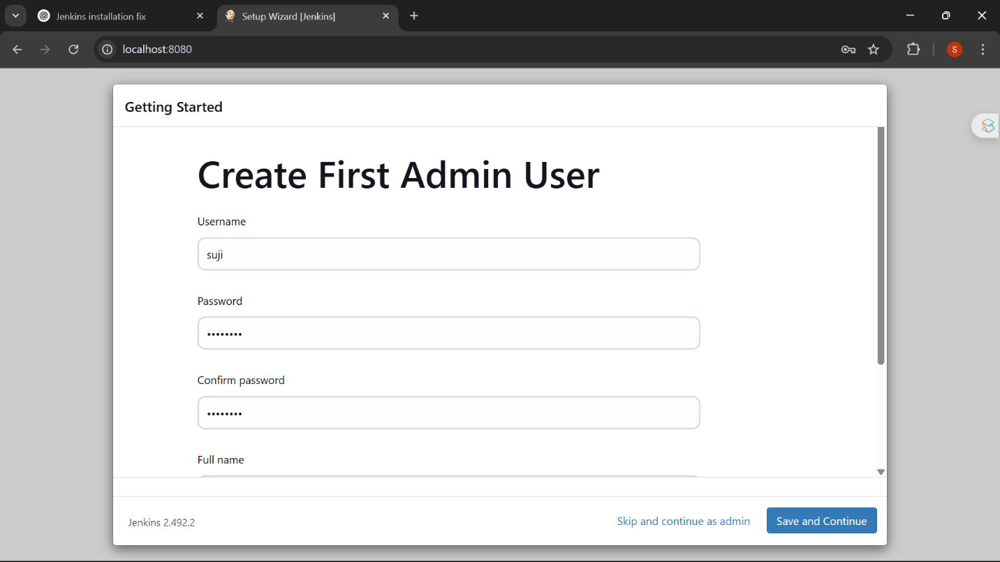 Jenkins installation fix
Setup Wizard [Jenkins]
localhost:8080
S
Getting Started
Create First Admin User
Username
suji
Password
••••••••
Confirm password
••••••••
Full name
Jenkins 2.492.2
Skip and continue as admin
Save and Continue